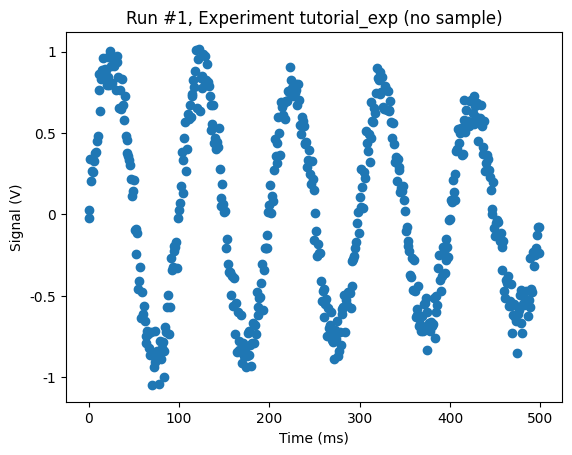 Run #1, Experiment tutorial_exp (no sample)
1
0.5
0
-0.5
-1
Signal (V)
0 100 200 300 400 500
Time (ms)